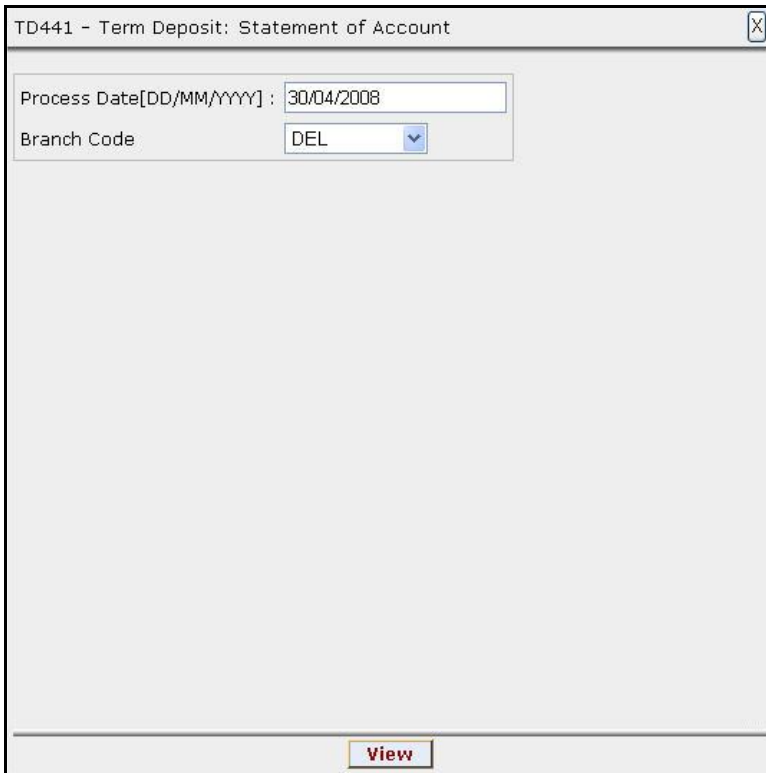 TD441 - Term Deposit: Statement of Account X
Process Date[DD/MM/YYYY] : 30/04/2008
Branch Code DEL
View